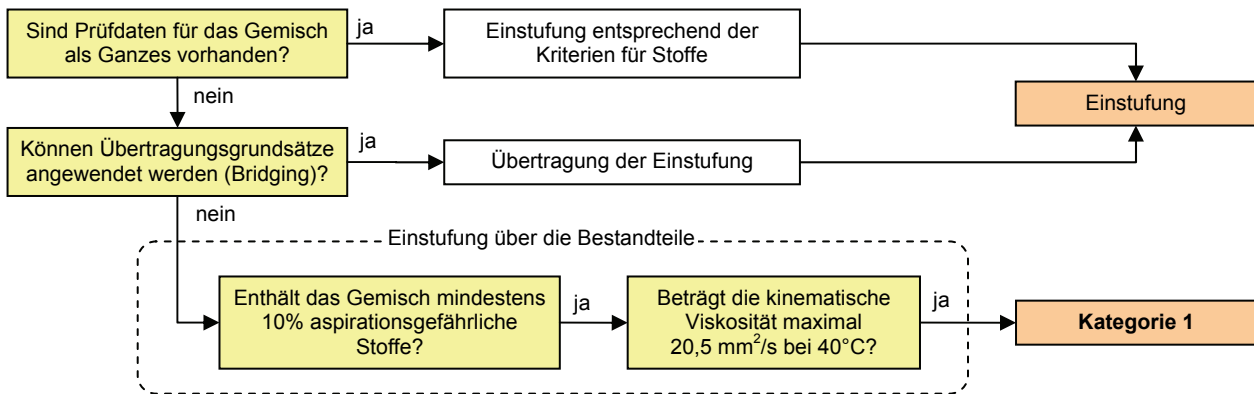 Sind Prüfdaten für das Gemisch
als Ganzes vorhanden?
ja
Einstufung entsprechend der
Kriterien für Stoffe
Einstufung
nein
Können Übertragungsgrundsätze
angewendet werden (Bridging)?
ja
Übertragung der Einstufung
nein
Einstufung über die Bestandteile
Enthält das Gemisch mindestens
10% aspirationsgefährliche
Stoffe?
ja
Beträgt die kinematische
Viskosität maximal
20,5 mm²/s bei 40°C?
ja
Kategorie 1